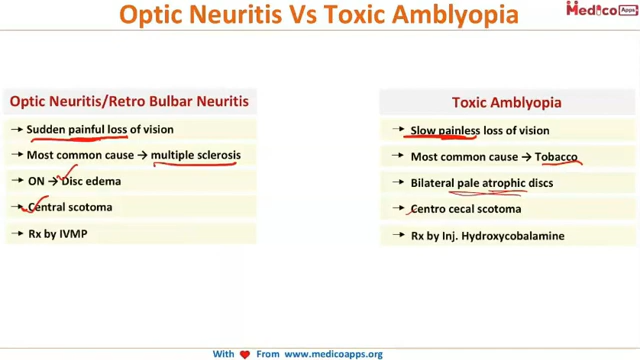 Optic Neuritis Vs Toxic Amblyopia
MedicoApps
Optic Neuritis/Retro Bulbar Neuritis
→ Sudden painful loss of vision
→ Most common cause → multiple sclerosis
→ ON → Disc edema
→ Central scotoma
→ Rx by IVMP
Toxic Amblyopia
→ Slow painless loss of vision
→ Most common cause → Tobacco
→ Bilateral pale atrophic discs
→ Centro cecal scotoma
→ Rx by Inj. Hydroxycobalamine
With ❤ From www.medicoapps.org